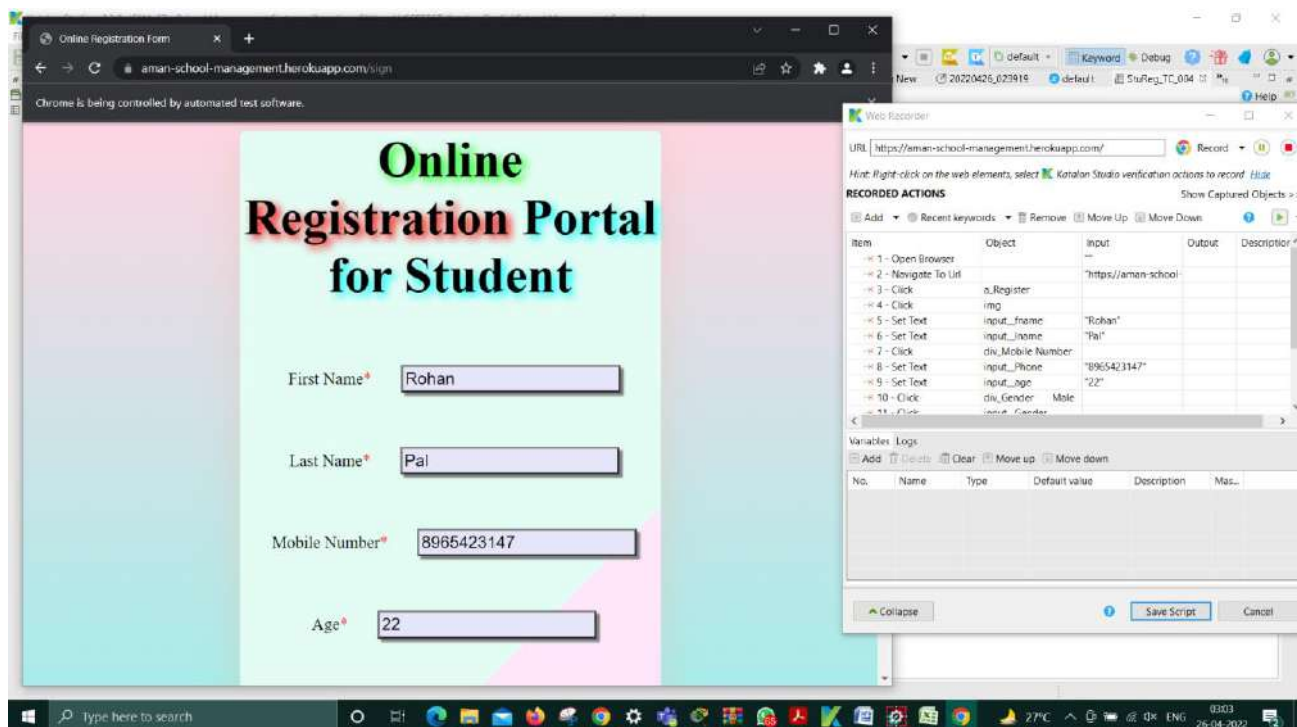 Online Registration Form
aman-school-management.herokuapp.com/sign
Chrome is being controlled by automated test software.
Online
Registration Portal
for Student
First Name* Rohan
Last Name* Pal
Mobile Number* 8965423147
Age* 22
default Keyword Debug
New 20220426_023919 default StuReg_TC_004
Help
Web Recorder
URL https://aman-school-management.herokuapp.com/ Record
Hint: Right-click on the web elements, select Katalon Studio verification actions to record Hide
RECORDED ACTIONS Show Captured Objects >
Add Recent keywords Remove Move Up Move Down
Item Object Input Output Description
1 - Open Browser ""
2 - Navigate To Url "https://aman-school-
3 - Click a_Register
4 - Click img
5 - Set Text input__fname "Rohan"
6 - Set Text input__lname "Pal"
7 - Click div_Mobile Number
8 - Set Text input__Phone "8965423147"
9 - Set Text input__age "22"
10 - Click div_Gender Male
11 - Click input_Gender
Variables Logs
Add Delete Clear Move up Move down
No. Name Type Default value Description Mas...
Collapse Save Script Cancel
Type here to search 27°C ENG 03:03
26-04-2022